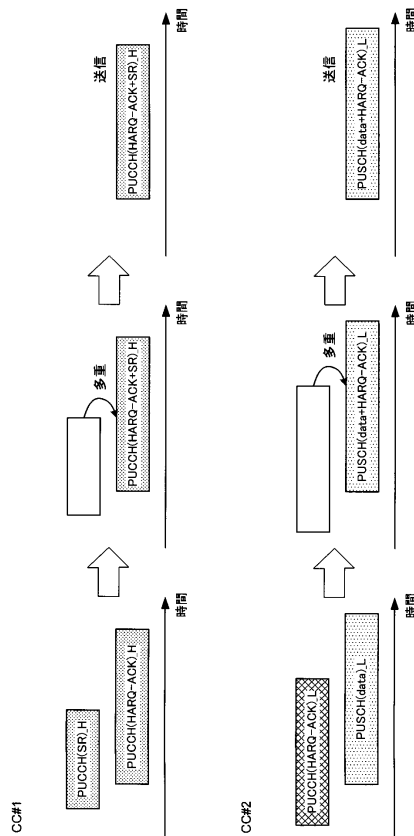 CC#1
PUCCH(SR)_H
PUCCH(HARQ-ACK)_H
時間
多重
PUCCH(HARQ-ACK+SR)_H
時間
送信
PUCCH(HARQ-ACK+SR)_H
時間
CC#2
PUCCH(HARQ-ACK)_L
PUSCH(data)_L
時間
多重
PUSCH(data+HARQ-ACK)_L
時間
送信
PUSCH(data+HARQ-ACK)_L
時間